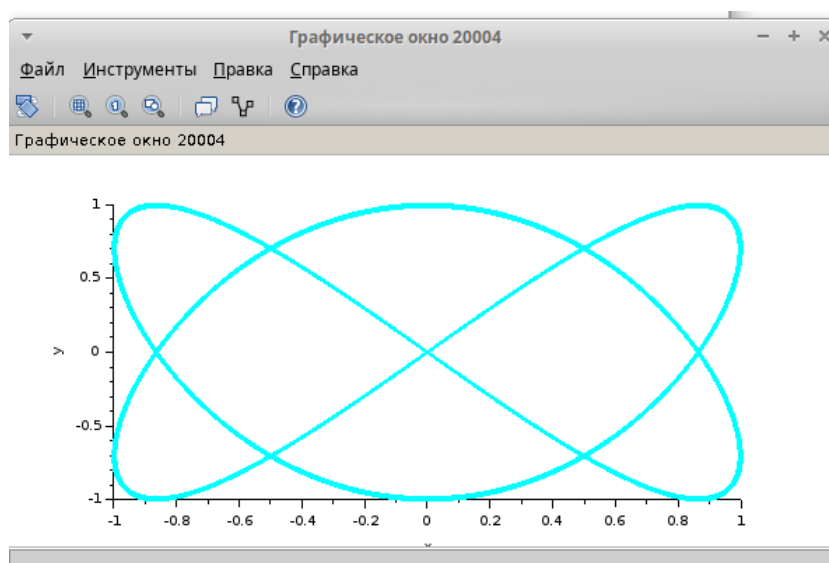 Графическое окно 20004
Файл Инструменты Правка Справка
Графическое окно 20004
1
0.5
y
0
-0.5
-1
-1 -0.8 -0.6 -0.4 -0.2 0 0.2 0.4 0.6 0.8 1